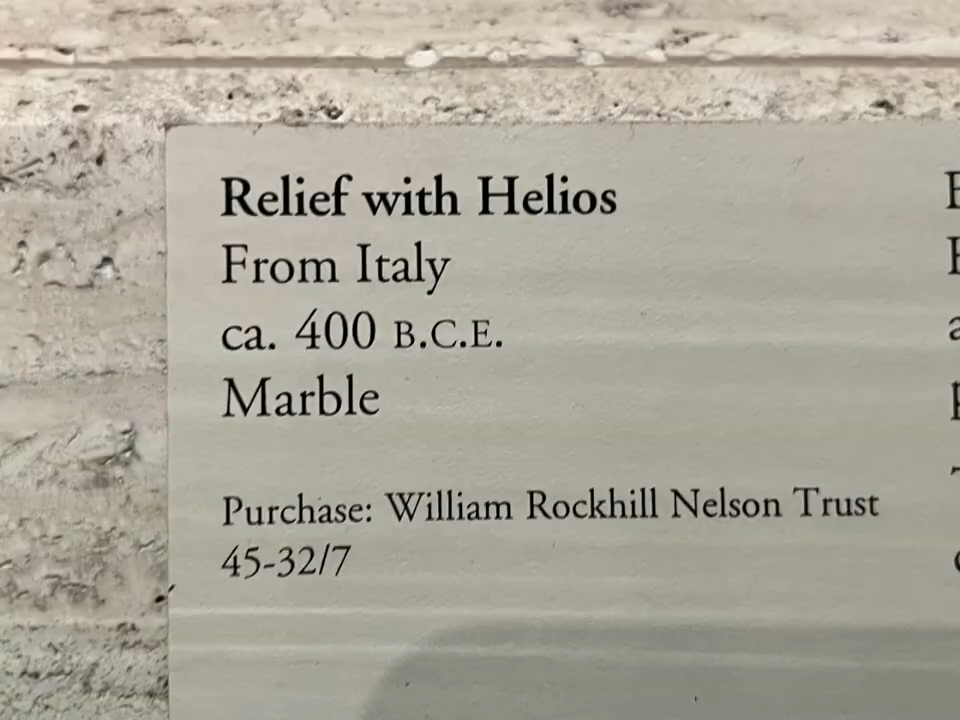 Relief with Helios
From Italy
ca. 400 B.C.E.
Marble
Purchase: William Rockhill Nelson Trust
45-32/7